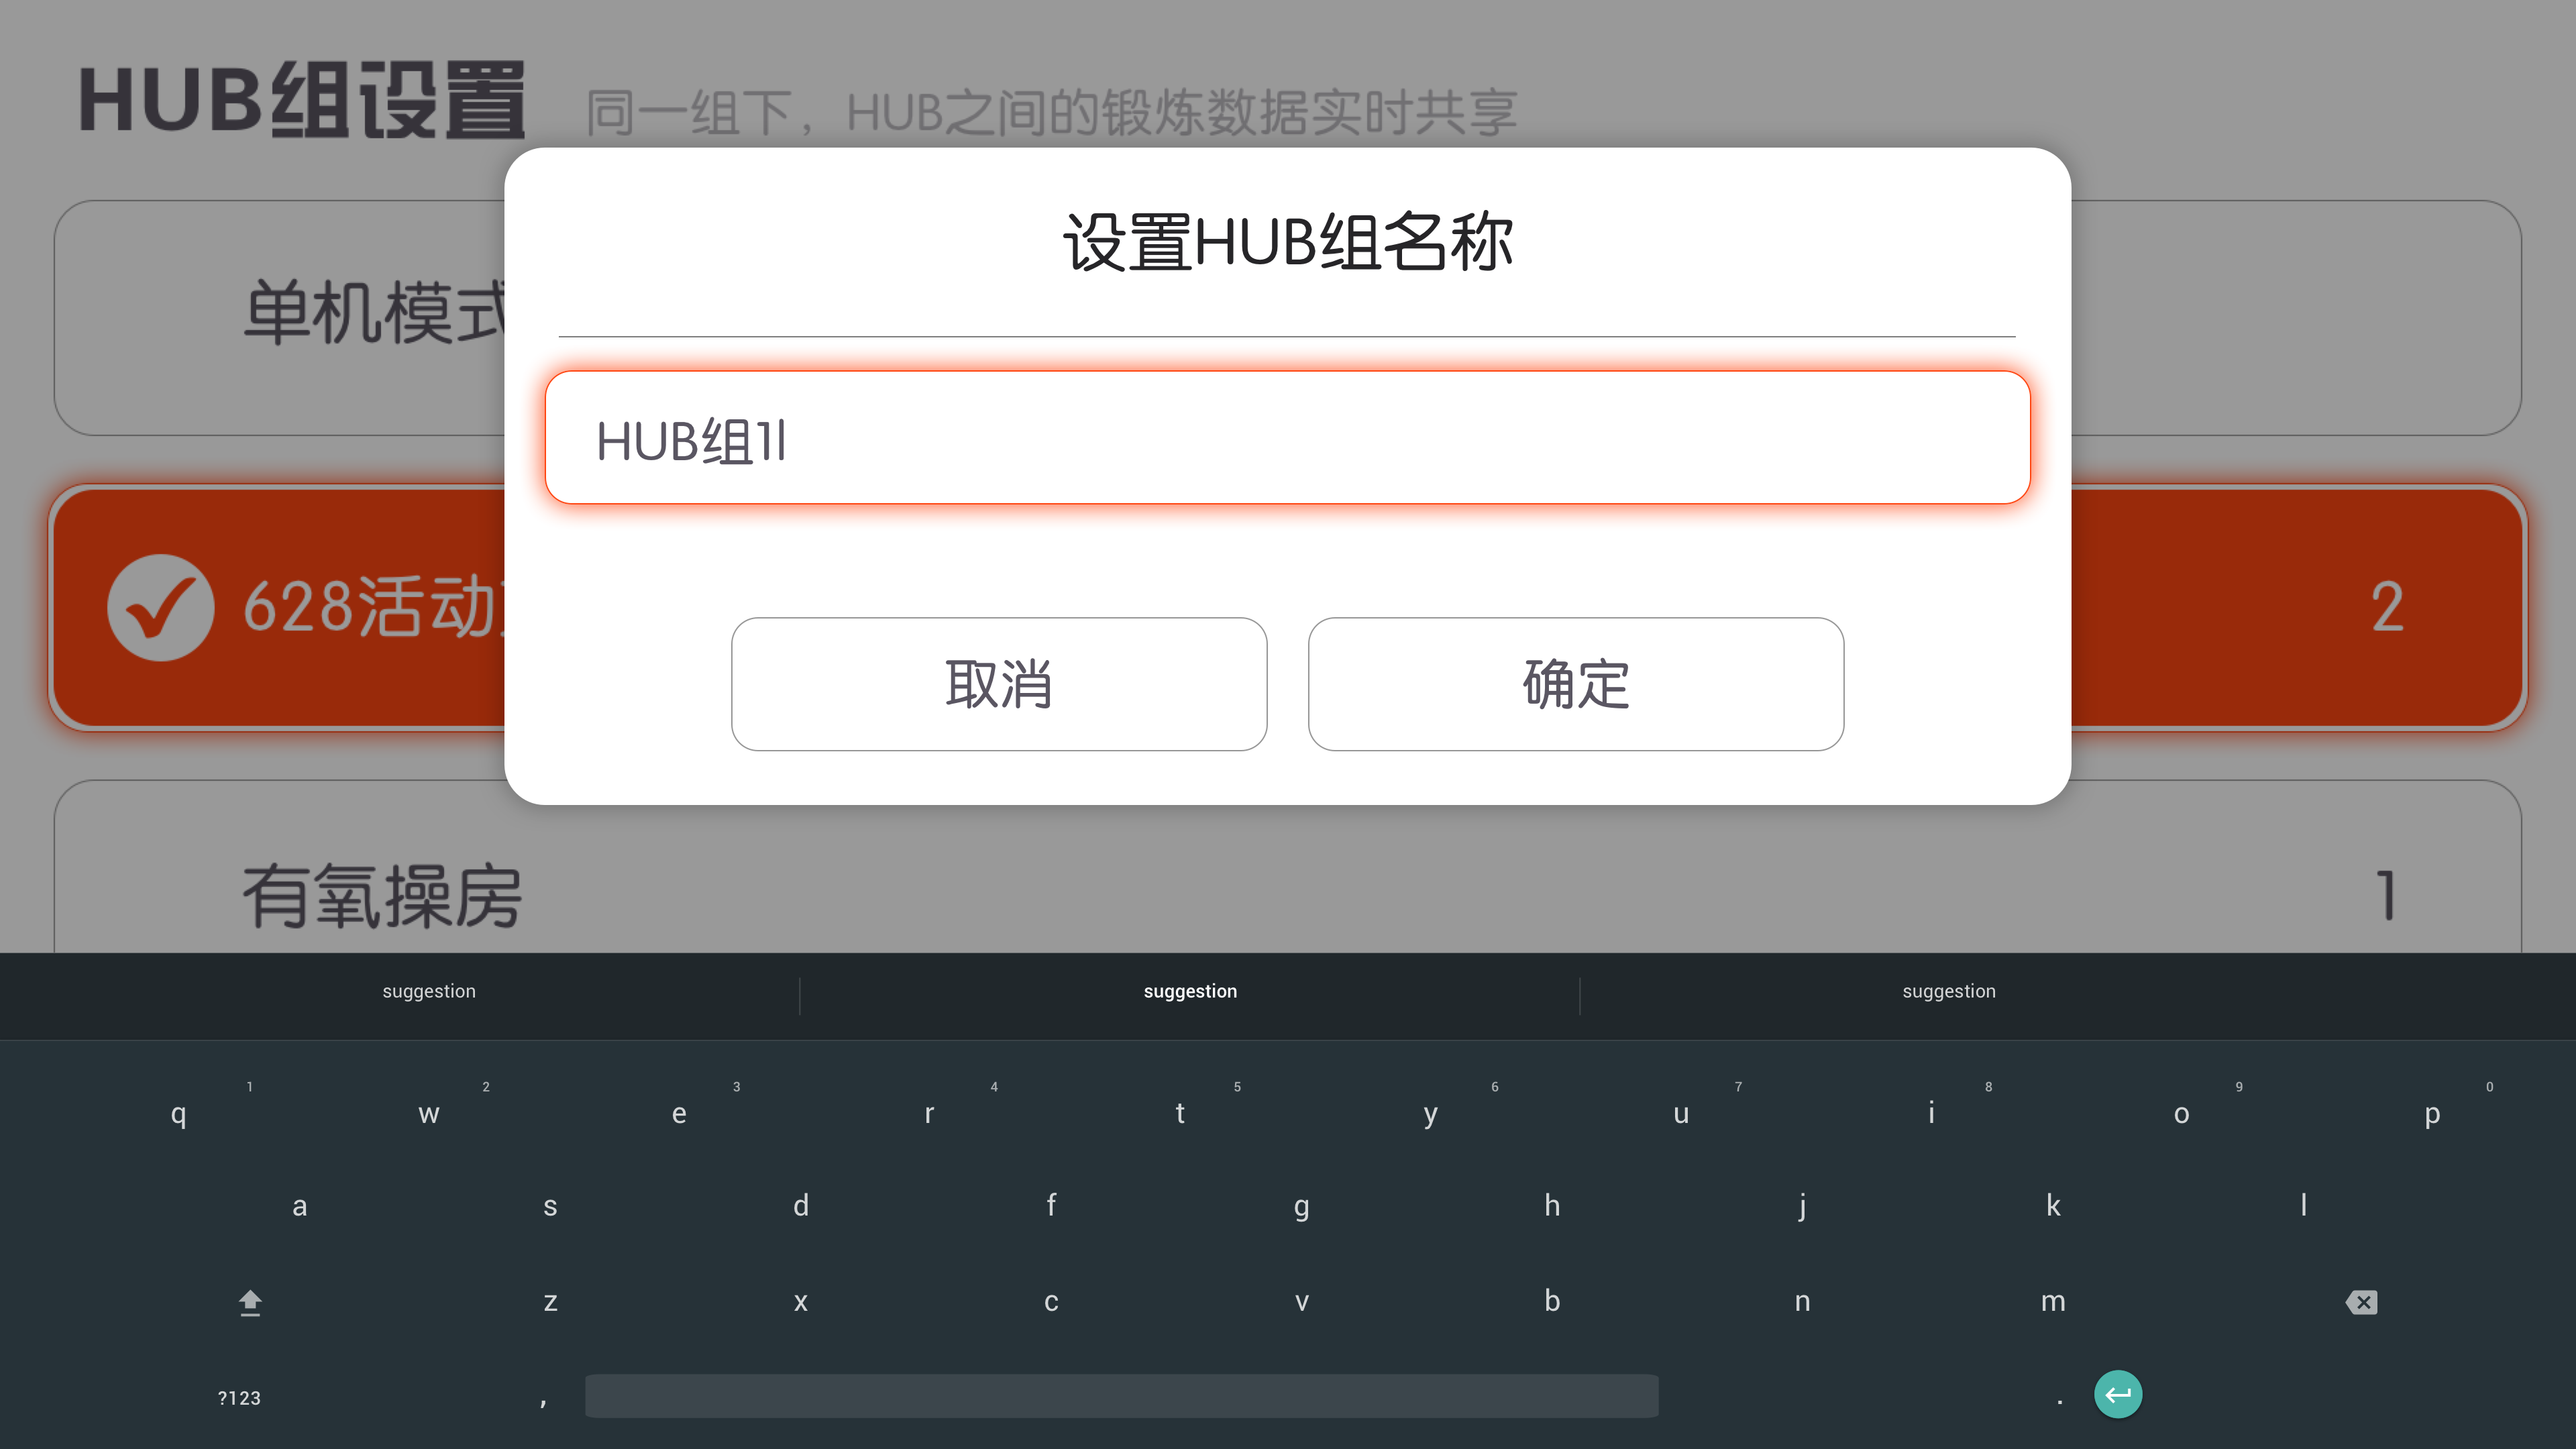 HUB组设置 同一组下，HUB之间的锻炼数据实时共享
设置HUB组名称
单机模式
HUB组1
628活动 2
取消 确定
有氧操房 1
suggestion suggestion suggestion
1 2 3 4 5 6 7 8 9 0
q w e r t y u i o p
a s d f g h j k l
z x c v b n m
?123 , .